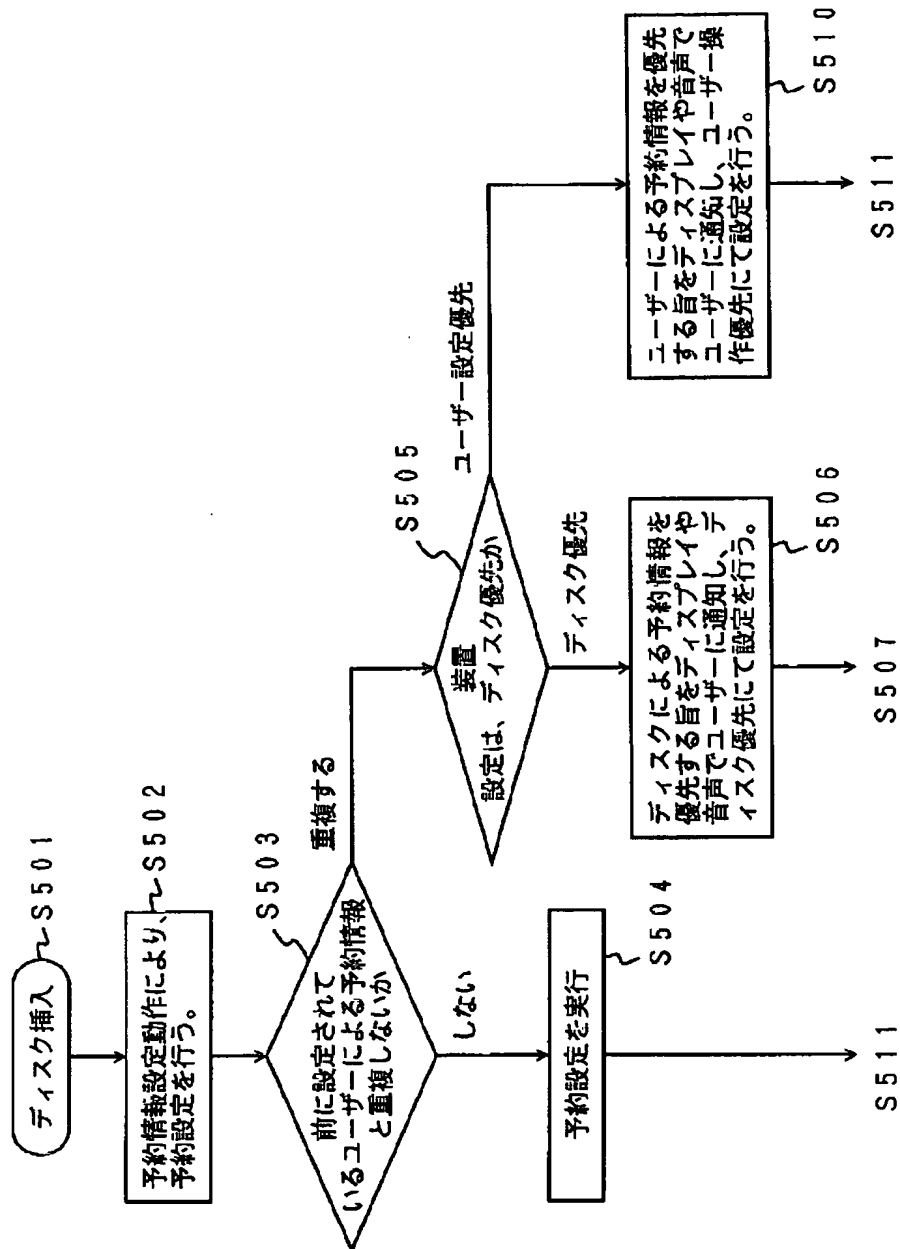 ディスク挿入
S501
予約情報設定動作により、
予約設定を行う。
S502
前に設定されて
いるユーザーによる予約情報
と重複しないか
S503
重複する
しない
予約設定を実行
S504
S511
装置
設定は、ディスク優先か
S505
ユーザー設定優先
ディスク優先
ディスクによる予約情報を
優先する旨をディスプレイや
音声でユーザーに通知し、デ
ィスク優先にて設定を行う。
S506
S507
ユーザーによる予約情報を優先
する旨をディスプレイや音声で
ユーザーに通知し、ユーザー操
作優先にて設定を行う。
S510
S511